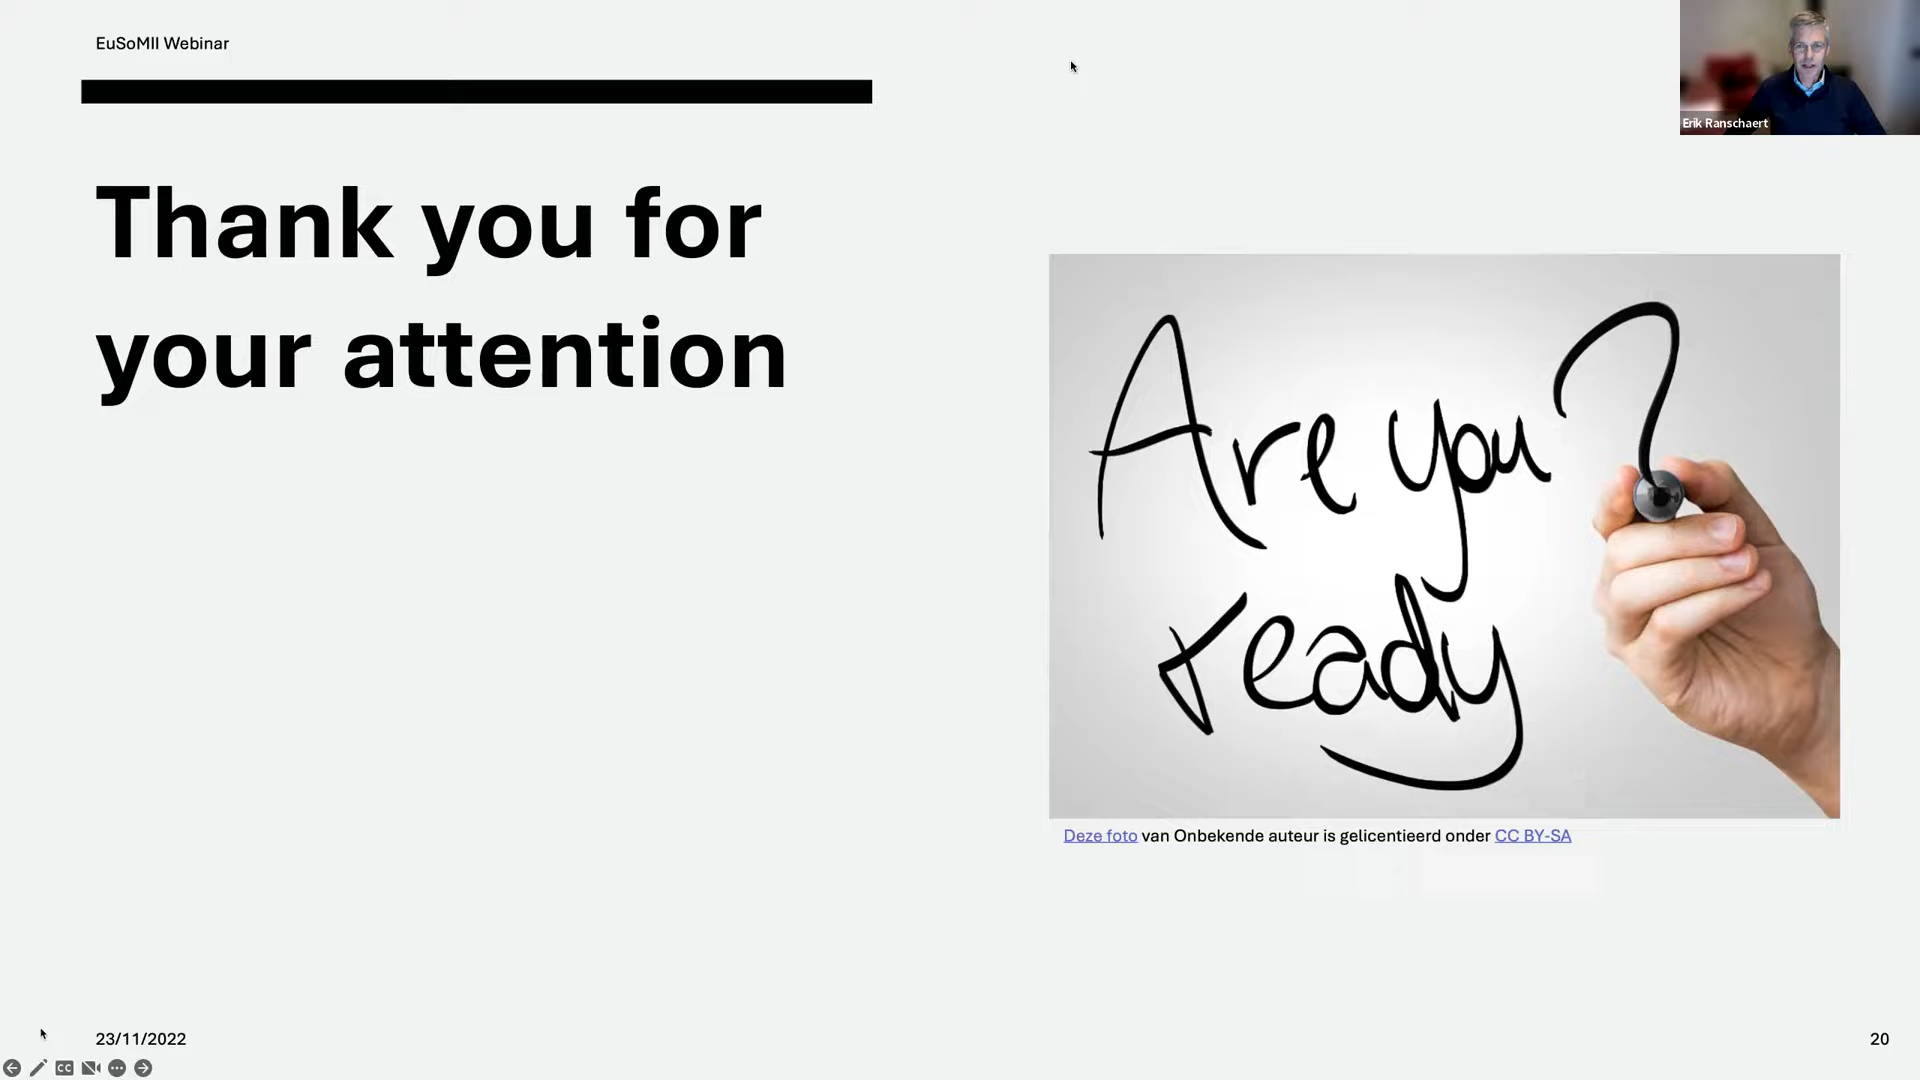 EuSoMII Webinar
Erik Ranschaert
Thank you for
your attention
Are you?
ready
Deze foto van Onbekende auteur is gelicentieerd onder CC BY-SA
23/11/2022
20
CC